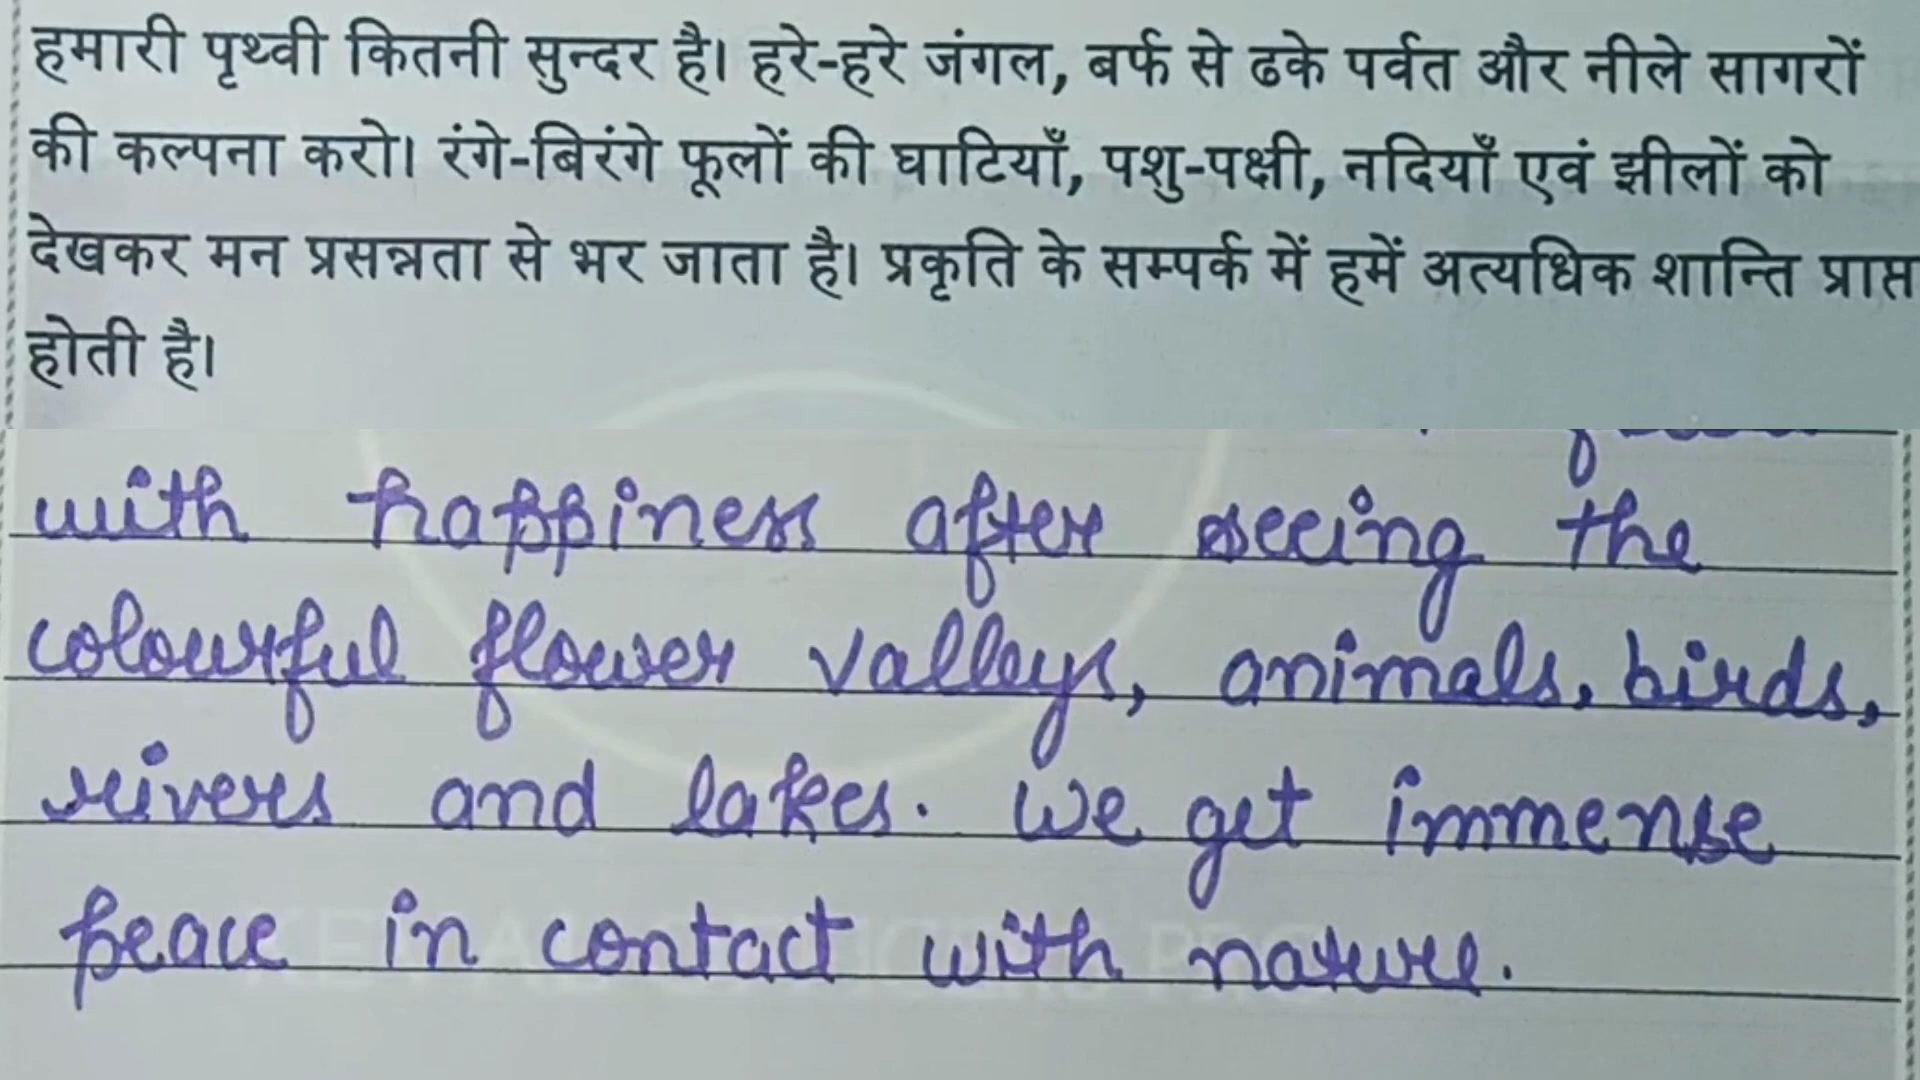 हमारी पृथ्वी कितनी सुन्दर है। हरे-हरे जंगल, बर्फ से ढके पर्वत और नीले सागरों
की कल्पना करो। रंगे-बिरंगे फूलों की घाटियाँ, पशु-पक्षी, नदियाँ एवं झीलों को
देखकर मन प्रसन्नता से भर जाता है। प्रकृति के सम्पर्क में हमें अत्यधिक शान्ति प्राप्त
होती है।
with happiness after seeing the
colourful flower valleys, animals, birds,
rivers and lakes. We get immense
peace in contact with nature.